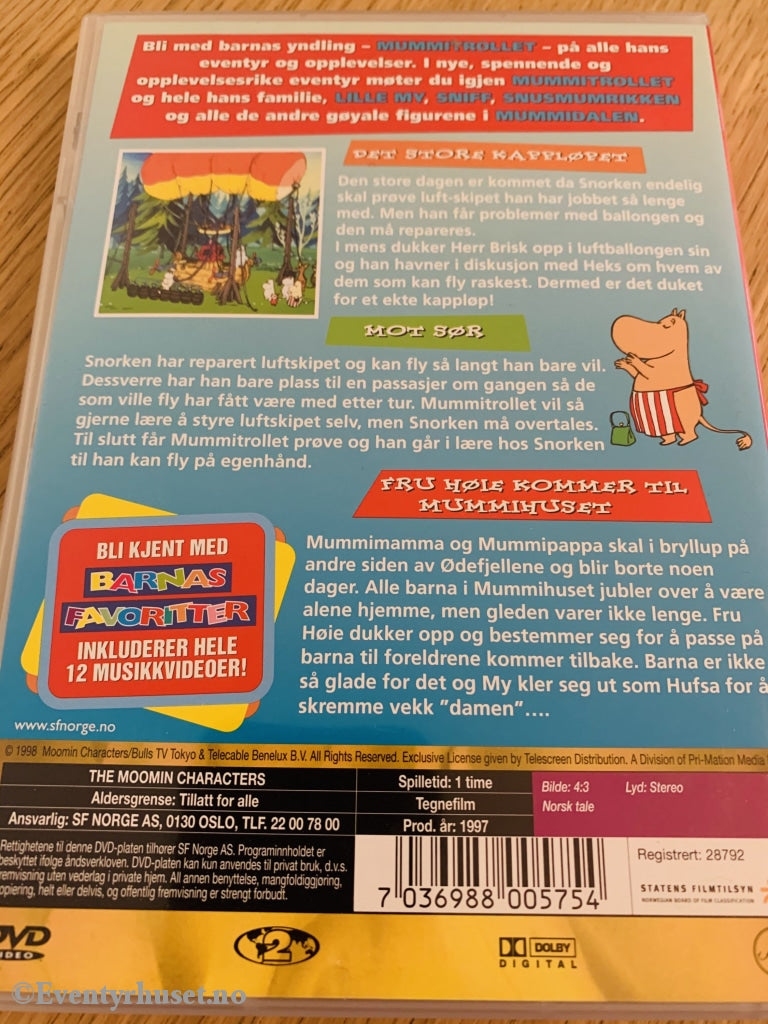 Bli med barnas yndling – MUMMITROLLET – på alle hans
eventyr og opplevelser. I nye, spennende og
opplevelsesrike eventyr møter du igjen MUMMITROLLET
og hele hans familie, LILLE MY, SNIFF, SNUSMUMRIKKEN
og alle de andre gøyale figurene i MUMMIDALEN.
DET STORE KAPPLØPET
Den store dagen er kommet da Snorken endelig
skal prøve luft-skipet han har jobbet så lenge
med. Men han får problemer med ballongen og
den må repareres.
I mens dukker Herr Brisk opp i luftballongen sin
og han havner i diskusjon med Heks om hvem av
dem som kan fly raskest. Dermed er det duket
for et ekte kappløp!
MOT SØR
Snorken har reparert luftskipet og kan fly så langt han bare vil.
Dessverre har han bare plass til en passasjer om gangen så de
som ville fly har fått være med etter tur. Mummitrollet vil så
gjerne lære å styre luftskipet selv, men Snorken må overtales.
Til slutt får Mummitrollet prøve og han går i lære hos Snorken
til han kan fly på egenhånd.
FRU HØIE KOMMER TIL
MUMMIHUSET
Mummimamma og Mummipappa skal i bryllup på
andre siden av Ødefjellene og blir borte noen
dager. Alle barna i Mummihuset jubler over å være
alene hjemme, men gleden varer ikke lenge. Fru
Høie dukker opp og bestemmer seg for å passe på
barna til foreldrene kommer tilbake. Barna er ikke
så glade for det og My kler seg ut som Hufsa for å
skremme vekk ”damen”....
BLI KJENT MED
BARNAS
FAVORITTER
INKLUDERER HELE
12 MUSIKKVIDEOER!
www.sfnorge.no
© 1998 Moomin Characters/Bulls TV Tokyo & Telecable Benelux B.V. All Rights Reserved. Exclusive License given by Telescreen Distribution. A Division of Pri-Mation Media
THE MOOMIN CHARACTERS
Aldersgrense: Tillatt for alle
Ansvarlig: SF NORGE AS, 0130 OSLO, TLF. 22 00 78 00
Spilletid: 1 time
Tegnefilm
Prod. år: 1997
Bilde: 4:3 Lyd: Stereo
Norsk tale
Rettighetene til denne DVD-platen tilhører SF Norge AS. Programinnholdet er
beskyttet ifølge åndsverkloven. DVD-platen kan kun anvendes til privat bruk, d.v.s.
fremvisning uten vederlag i private hjem. All annen benyttelse, mangfoldiggjøring,
kopiering, helt eller delvis, og offentlig fremvisning er strengt forbudt.
7 036988 005754
Registrert: 28792
STATENS FILMTILSYN
NORWEGIAN BOARD OF FILM CLASSIFICATION
DVD
VIDEO
2
DOLBY
DIGITAL
©Eventyrhuset.no